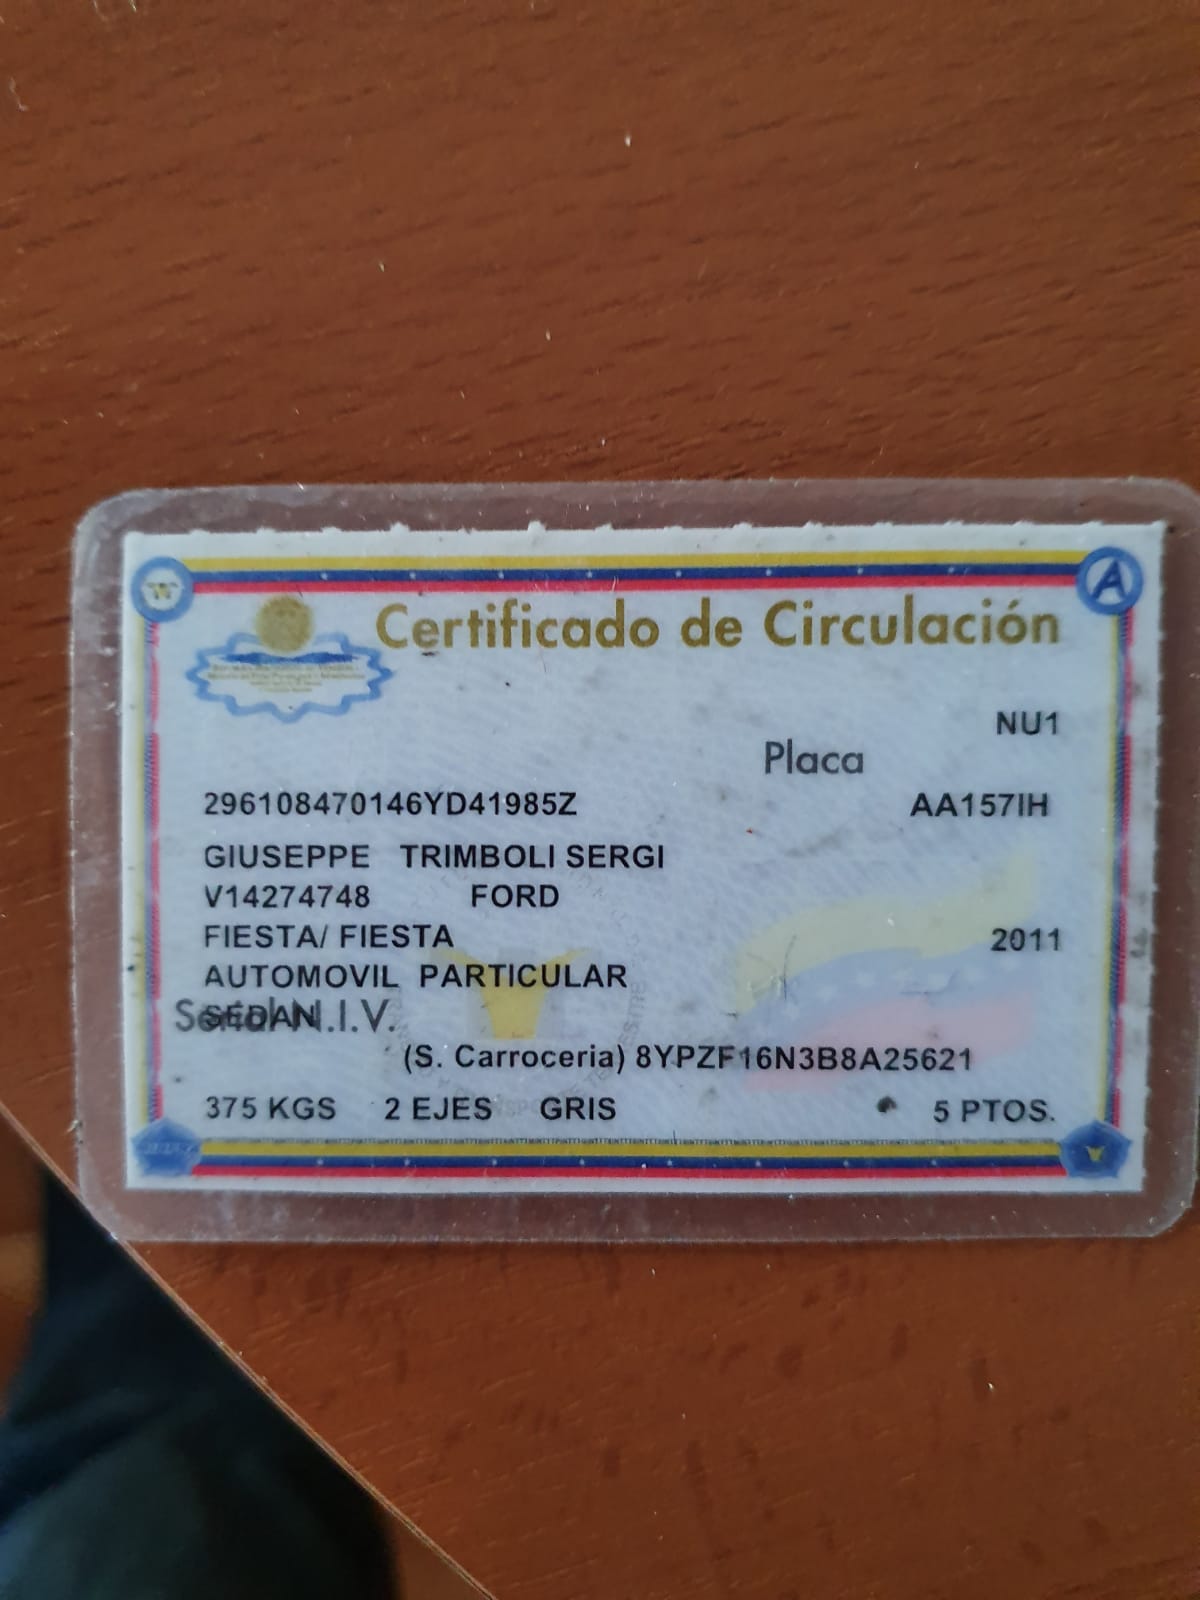 Certificado de Circulación
NU1
Placa
296108470146YD41985Z AA157IH
GIUSEPPE TRIMBOLI SERGI
V14274748 FORD
FIESTA/ FIESTA 2011
AUTOMOVIL PARTICULAR
Serial N.I.V.
SEDAN
(S. Carroceria) 8YPZF16N3B8A25621
375 KGS 2 EJES GRIS 5 PTOS.